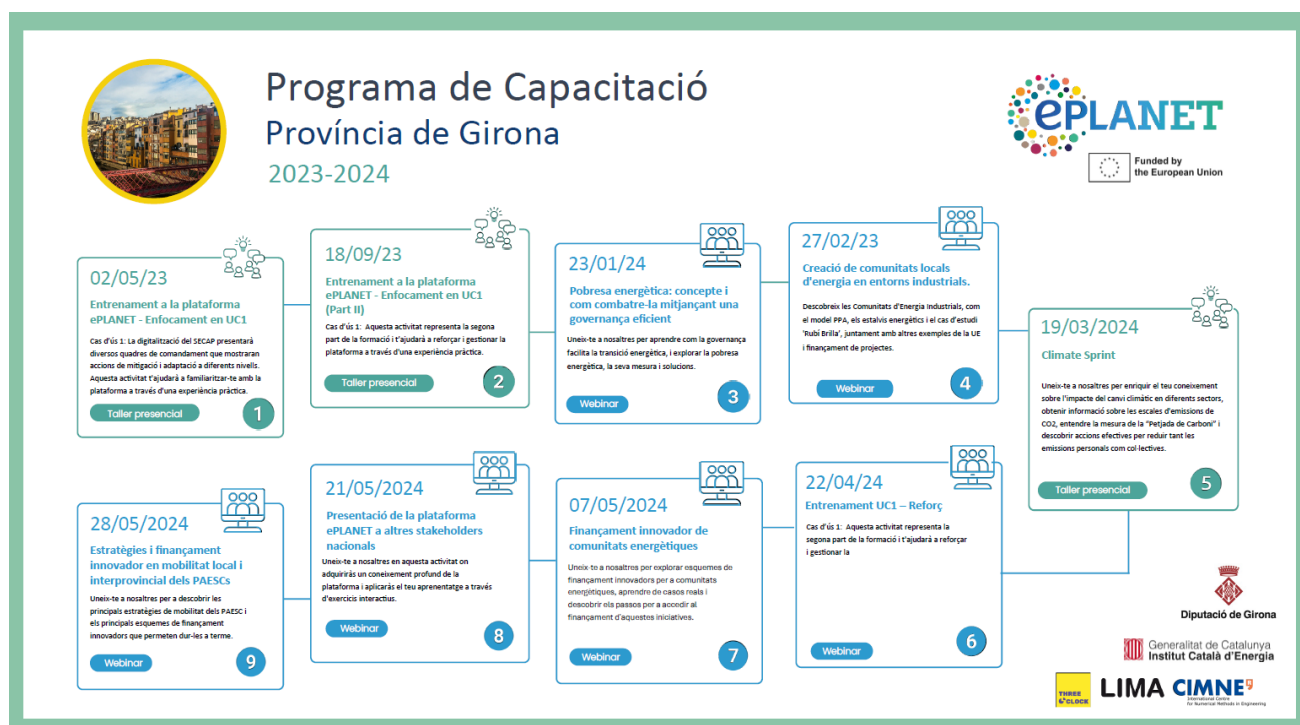 Programa de Capacitació
Província de Girona
2023-2024
ePLANET
Funded by
the European Union
02/05/23
Entrenament a la plataforma
ePLANET - Enfocament en UC1
Cas d'ús 1: La digitalització del SECAP presentarà
diversos quadres de comandament que mostraran
accions de mitigació i adaptació a diferents nivells.
Aquesta activitat t'ajudarà a familiaritzar-te amb la
plataforma a través d'una experiència pràctica.
Taller presencial
1
18/09/23
Entrenament a la plataforma
ePLANET - Enfocament en UC1
(Part II)
Cas d'ús 1: Aquesta activitat representa la segona
part de la formació i t'ajudarà a reforçar i gestionar la
plataforma a través d'una experiència pràctica.
Taller presencial
2
23/01/24
Pobresa energètica: concepte i
com combatre-la mitjançant una
governança eficient
Uneix-te a nosaltres per aprendre com la governança
facilita la transició energètica, i explorar la pobresa
energètica, la seva mesura i solucions.
Webinar
3
27/02/23
Creació de comunitats locals
d'energia en entorns industrials.
Descobreix les Comunitats d'Energia Industrials, com
el model PPA, els estalvis energètics i el cas d'estudi
'Rubí Brilla', juntament amb altres exemples de la UE
i finançament de projectes.
Webinar
4
19/03/2024
Climate Sprint
Uneix-te a nosaltres per enriquir el teu coneixement
sobre l'impacte del canvi climàtic en diferents sectors,
obtenir informació sobre les escales d'emissions de
CO2, entendre la mesura de la "Petjada de Carboni" i
descobrir accions efectives per reduir tant les
emissions personals com col·lectives.
Taller presencial
5
22/04/24
Entrenament UC1 – Reforç
Cas d'ús 1: Aquesta activitat representa la
segona part de la formació i t'ajudarà a reforçar
i gestionar la
Webinar
6
07/05/2024
Finançament innovador de
comunitats energètiques
Uneix-te a nosaltres per explorar esquemes de
finançament innovadors per a comunitats
energètiques, aprendre de casos reals i
descobrir els passos per a accedir al
finançament d'aquestes iniciatives.
Webinar
7
21/05/2024
Presentació de la plataforma
ePLANET a altres stakeholders
nacionals
Uneix-te a nosaltres en aquesta activitat on
adquiriràs un coneixement profund de la
plataforma i aplicaràs el teu aprenentatge a través
d'exercicis interactius.
Webinar
8
28/05/2024
Estratègies i finançament
innovador en mobilitat local i
interprovincial dels PAESCs
Uneix-te a nosaltres per a descobrir les
principals estratègies de mobilitat dels PAESC i
els principals esquemes de finançament
innovadors que permeten dur-les a terme.
Webinar
9
Diputació de Girona
Generalitat de Catalunya
Institut Català d'Energia
THREE
O'CLOCK
LIMA
CIMNE
International Centre
for Numerical Methods in Engineering